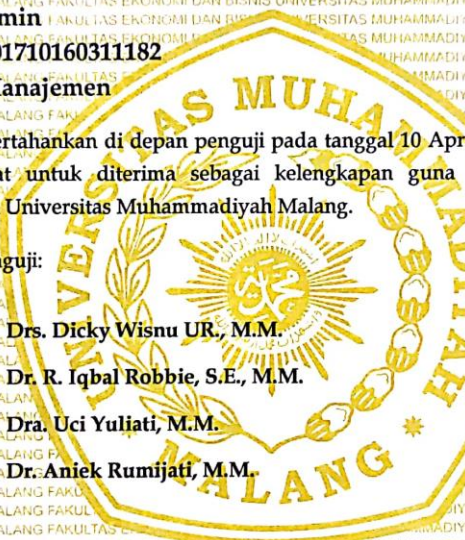 min
01710160311182
anajemen
ertahankan di depan penguji pada tanggal 10 Apr
at untuk diterima sebagai kelengkapan guna
Universitas Muhammadiyah Malang.
guji:
Drs. Dicky Wisnu UR., M.M.
Dr. R. Iqbal Robbie, S.E., M.M.
Dra. Uci Yuliati, M.M.
Dr. Aniek Rumijati, M.M.
UNIVERSITAS MUHAMMADIYAH
MALANG